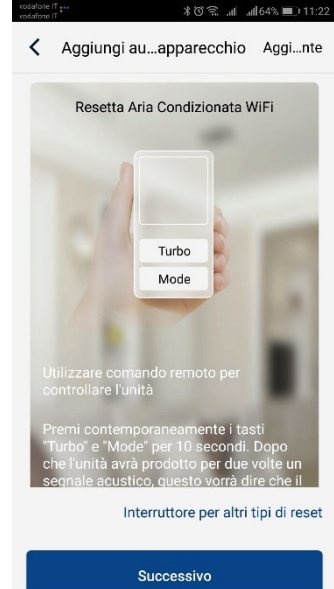 vodafone IT
vodafone IT
64% 11:22
Aggiungi au...apparecchio Aggi...nte
Resetta Aria Condizionata WiFi
Turbo
Mode
Utilizzare comando remoto per
controllare l'unità
Premi contemporaneamente i tasti
"Turbo" e "Mode" per 10 secondi. Dopo
che l'unità avrà prodotto per due volte un
segnale acustico, questo vorrà dire che il
Interruttore per altri tipi di reset
Successivo